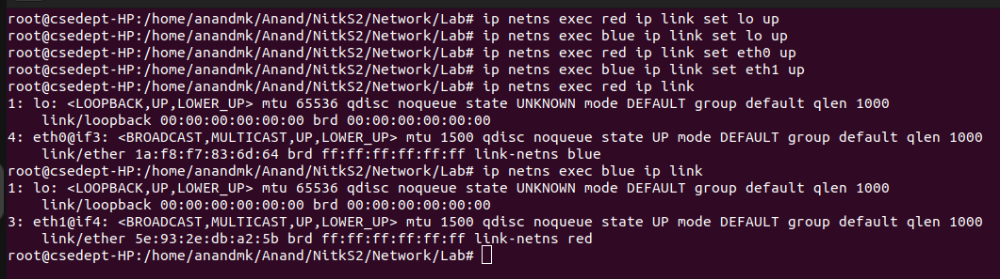 root@csedept-HP:/home/anandmk/Anand/NitkS2/Network/Lab# ip netns exec red ip link set lo up
root@csedept-HP:/home/anandmk/Anand/NitkS2/Network/Lab# ip netns exec blue ip link set lo up
root@csedept-HP:/home/anandmk/Anand/NitkS2/Network/Lab# ip netns exec red ip link set eth0 up
root@csedept-HP:/home/anandmk/Anand/NitkS2/Network/Lab# ip netns exec blue ip link set eth1 up
root@csedept-HP:/home/anandmk/Anand/NitkS2/Network/Lab# ip netns exec red ip link
1: lo: <LOOPBACK,UP,LOWER_UP> mtu 65536 qdisc noqueue state UNKNOWN mode DEFAULT group default qlen 1000
    link/loopback 00:00:00:00:00:00 brd 00:00:00:00:00:00
4: eth0@if3: <BROADCAST,MULTICAST,UP,LOWER_UP> mtu 1500 qdisc noqueue state UP mode DEFAULT group default qlen 1000
    link/ether 1a:f8:f7:83:6d:64 brd ff:ff:ff:ff:ff:ff link-netns blue
root@csedept-HP:/home/anandmk/Anand/NitkS2/Network/Lab# ip netns exec blue ip link
1: lo: <LOOPBACK,UP,LOWER_UP> mtu 65536 qdisc noqueue state UNKNOWN mode DEFAULT group default qlen 1000
    link/loopback 00:00:00:00:00:00 brd 00:00:00:00:00:00
3: eth1@if4: <BROADCAST,MULTICAST,UP,LOWER_UP> mtu 1500 qdisc noqueue state UP mode DEFAULT group default qlen 1000
    link/ether 5e:93:2e:db:a2:5b brd ff:ff:ff:ff:ff:ff link-netns red
root@csedept-HP:/home/anandmk/Anand/NitkS2/Network/Lab#